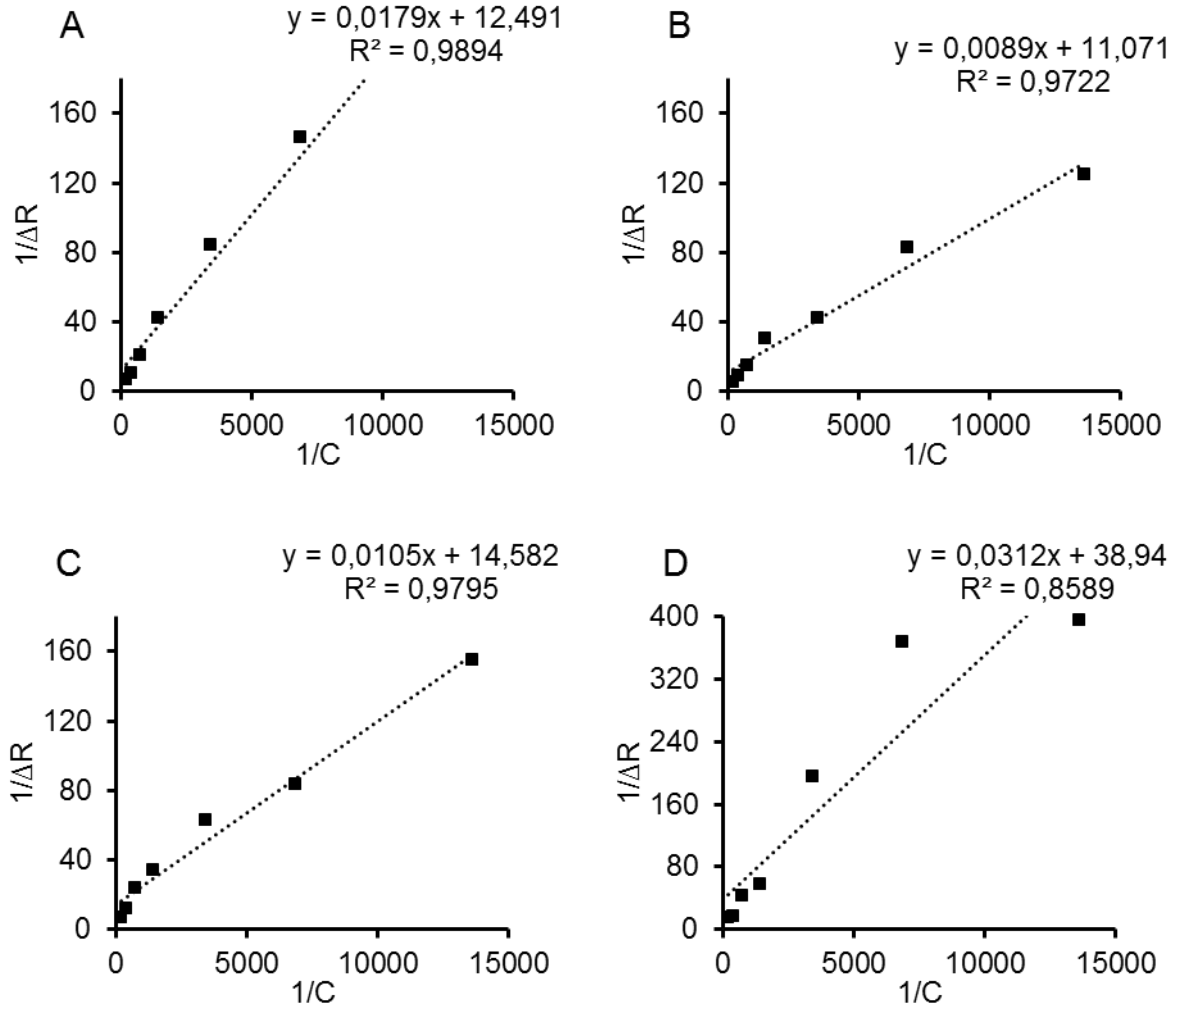 A
y = 0,0179x + 12,491
R² = 0,9894
160
120
80
40
0
1/ΔR
0 5000 10000 15000
1/C
B
y = 0,0089x + 11,071
R² = 0,9722
160
120
80
40
0
1/ΔR
0 5000 10000 15000
1/C
C
y = 0,0105x + 14,582
R² = 0,9795
160
120
80
40
0
1/ΔR
0 5000 10000 15000
1/C
D
y = 0,0312x + 38,94
R² = 0,8589
400
320
240
160
80
0
1/ΔR
0 5000 10000 15000
1/C